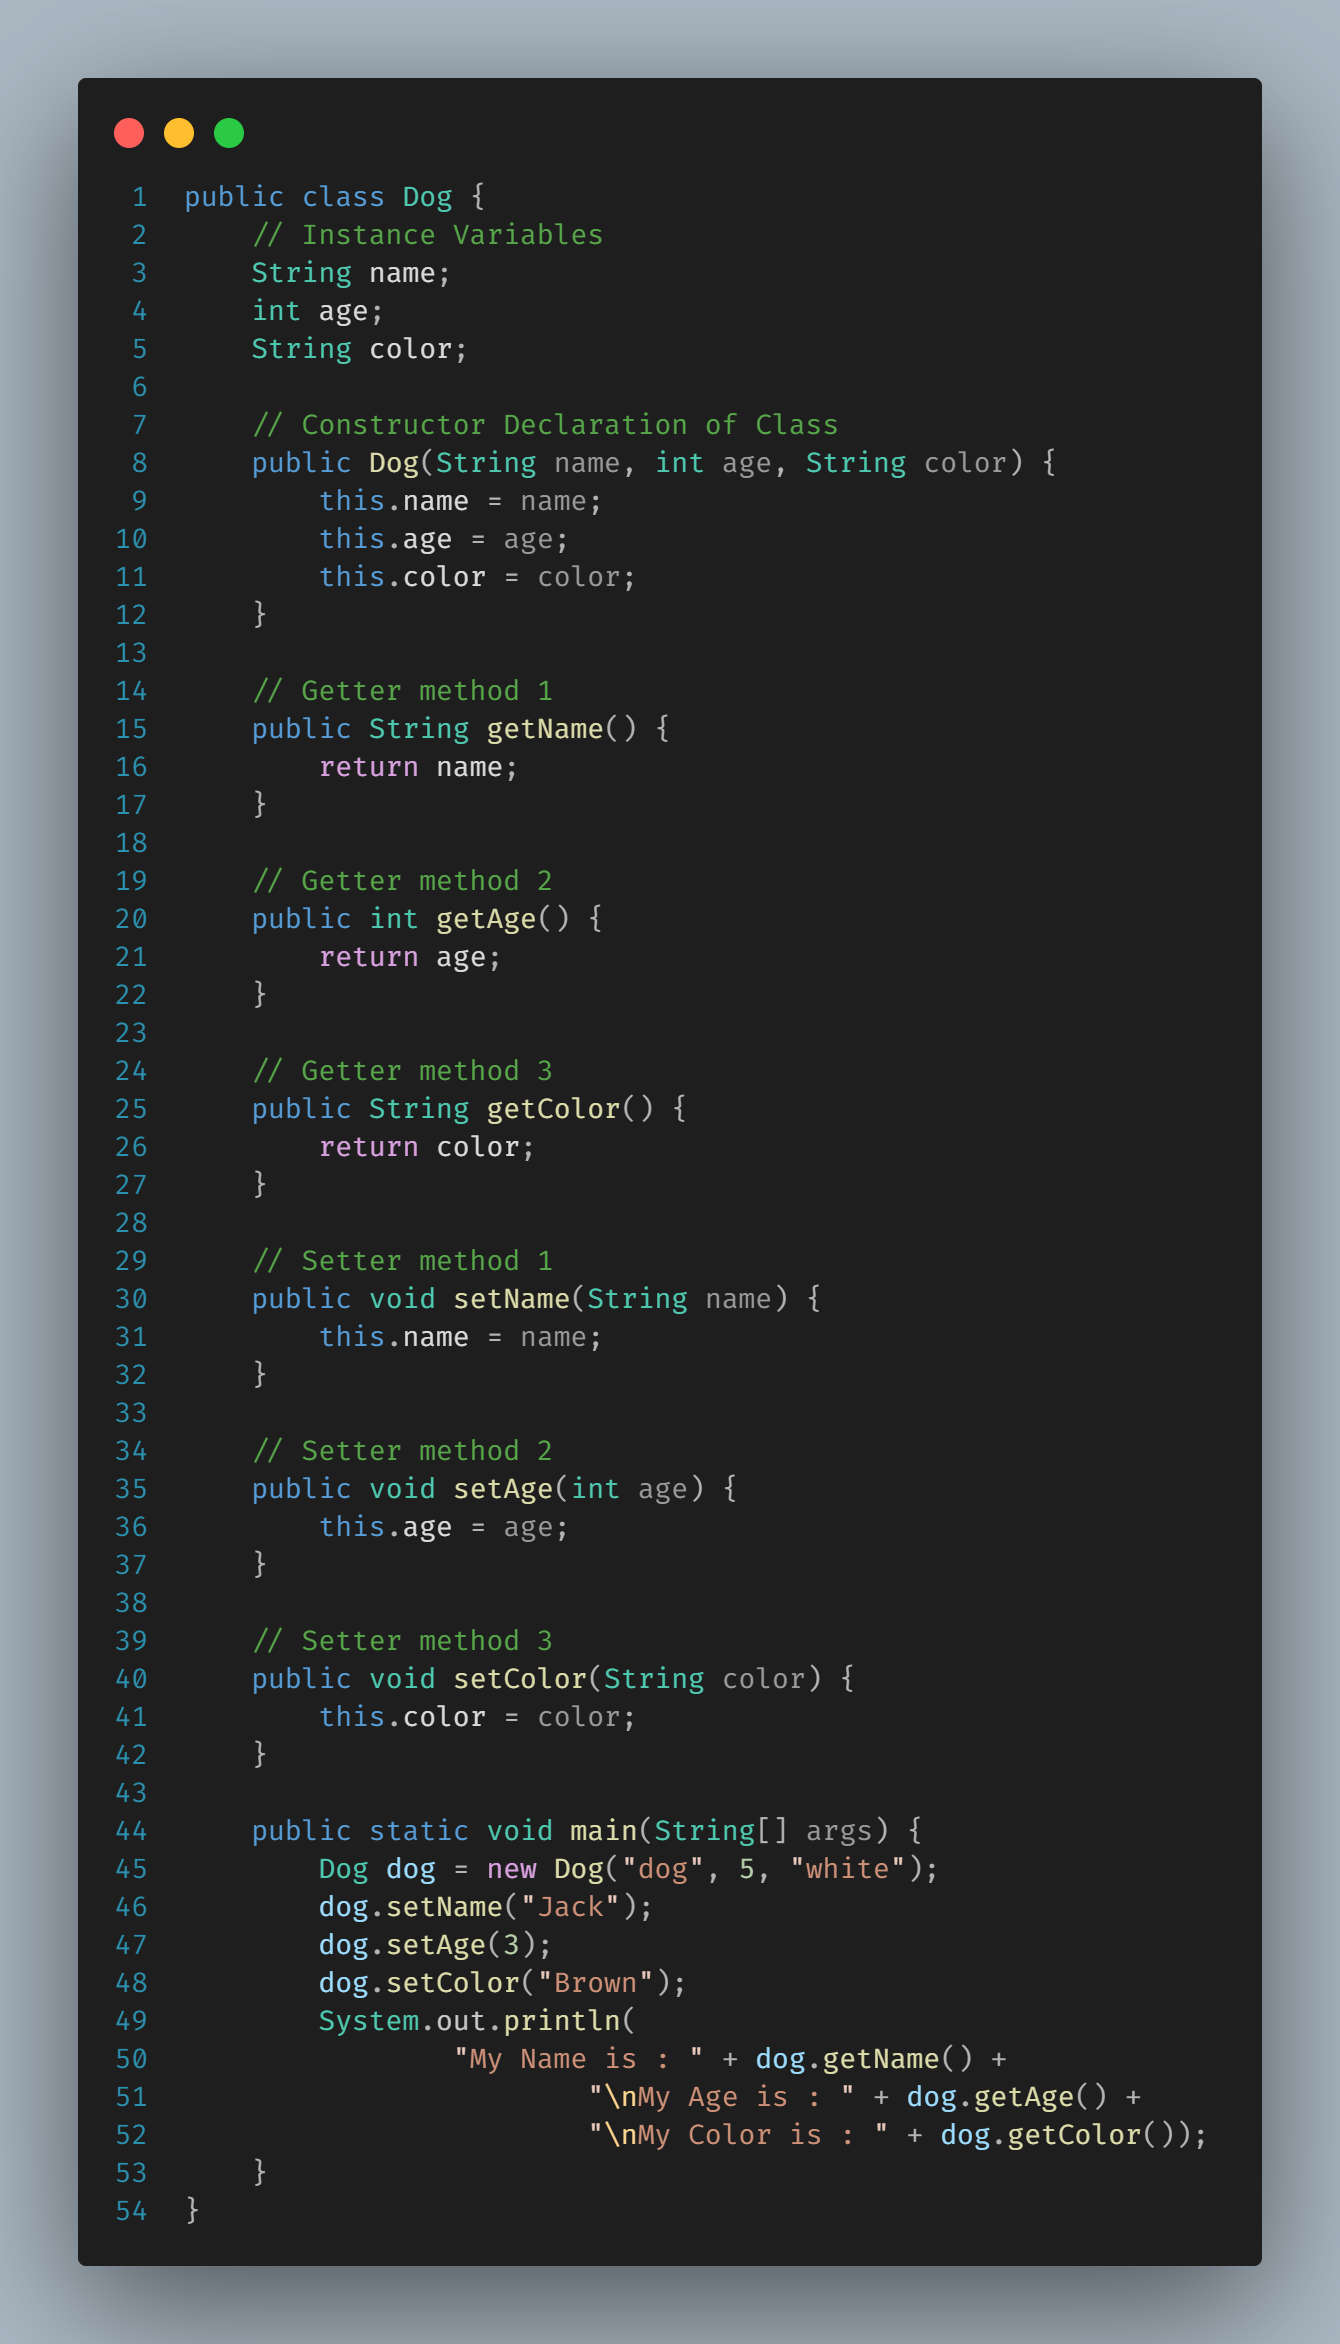 1 public class Dog {
2     // Instance Variables
3     String name;
4     int age;
5     String color;
6
7     // Constructor Declaration of Class
8     public Dog(String name, int age, String color) {
9         this.name = name;
10         this.age = age;
11         this.color = color;
12     }
13
14     // Getter method 1
15     public String getName() {
16         return name;
17     }
18
19     // Getter method 2
20     public int getAge() {
21         return age;
22     }
23
24     // Getter method 3
25     public String getColor() {
26         return color;
27     }
28
29     // Setter method 1
30     public void setName(String name) {
31         this.name = name;
32     }
33
34     // Setter method 2
35     public void setAge(int age) {
36         this.age = age;
37     }
38
39     // Setter method 3
40     public void setColor(String color) {
41         this.color = color;
42     }
43
44     public static void main(String[] args) {
45         Dog dog = new Dog("dog", 5, "white");
46         dog.setName("Jack");
47         dog.setAge(3);
48         dog.setColor("Brown");
49         System.out.println(
50                 "My Name is : " + dog.getName() +
51                         "\nMy Age is : " + dog.getAge() +
52                         "\nMy Color is : " + dog.getColor());
53     }
54 }